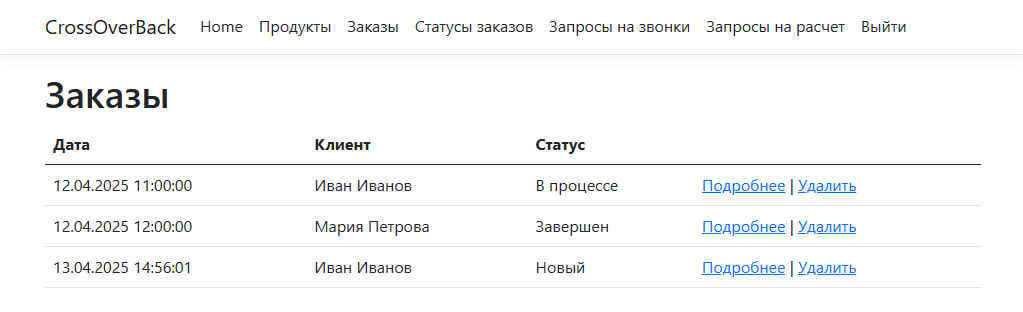 CrossOverBack Home Продукты Заказы Статусы заказов Запросы на звонки Запросы на расчет Выйти
Заказы
Дата Клиент Статус
12.04.2025 11:00:00 Иван Иванов В процессе Подробнее | Удалить
12.04.2025 12:00:00 Мария Петрова Завершен Подробнее | Удалить
13.04.2025 14:56:01 Иван Иванов Новый Подробнее | Удалить